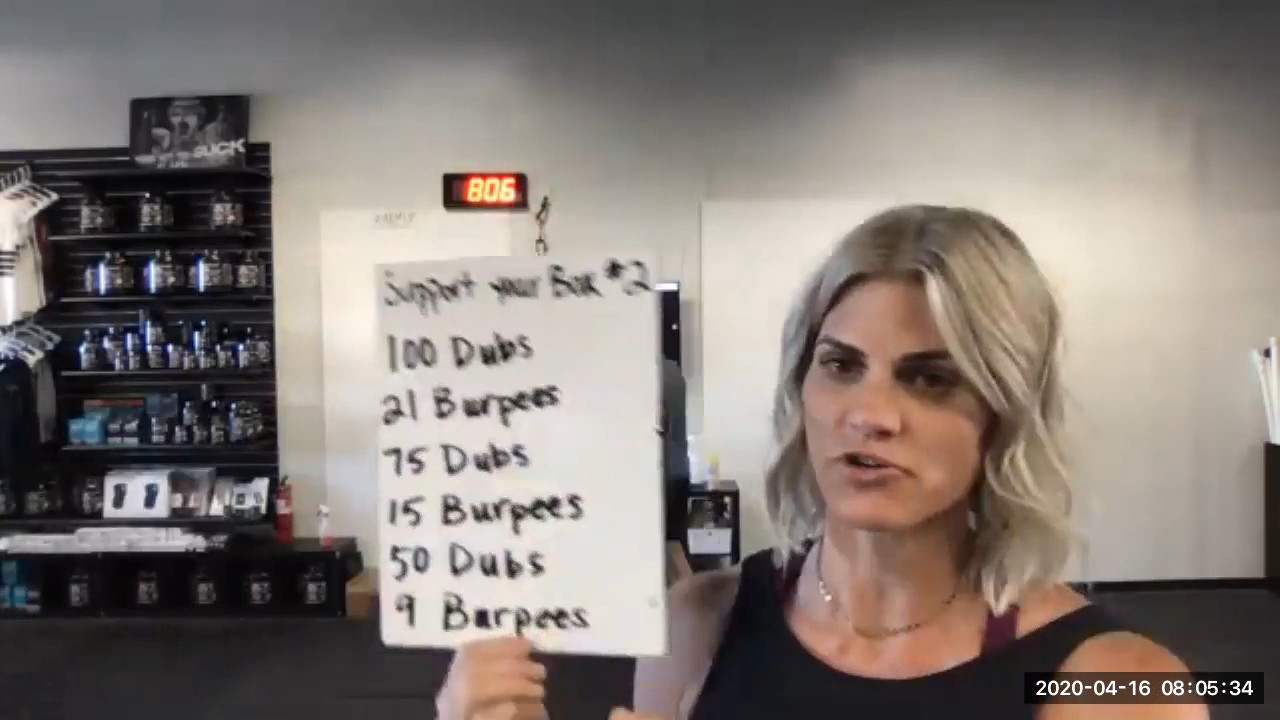 SUCK
806
Support your Box #2
100 Dubs
21 Burpees
75 Dubs
15 Burpees
50 Dubs
9 Burpees
2020-04-16 08:05:34